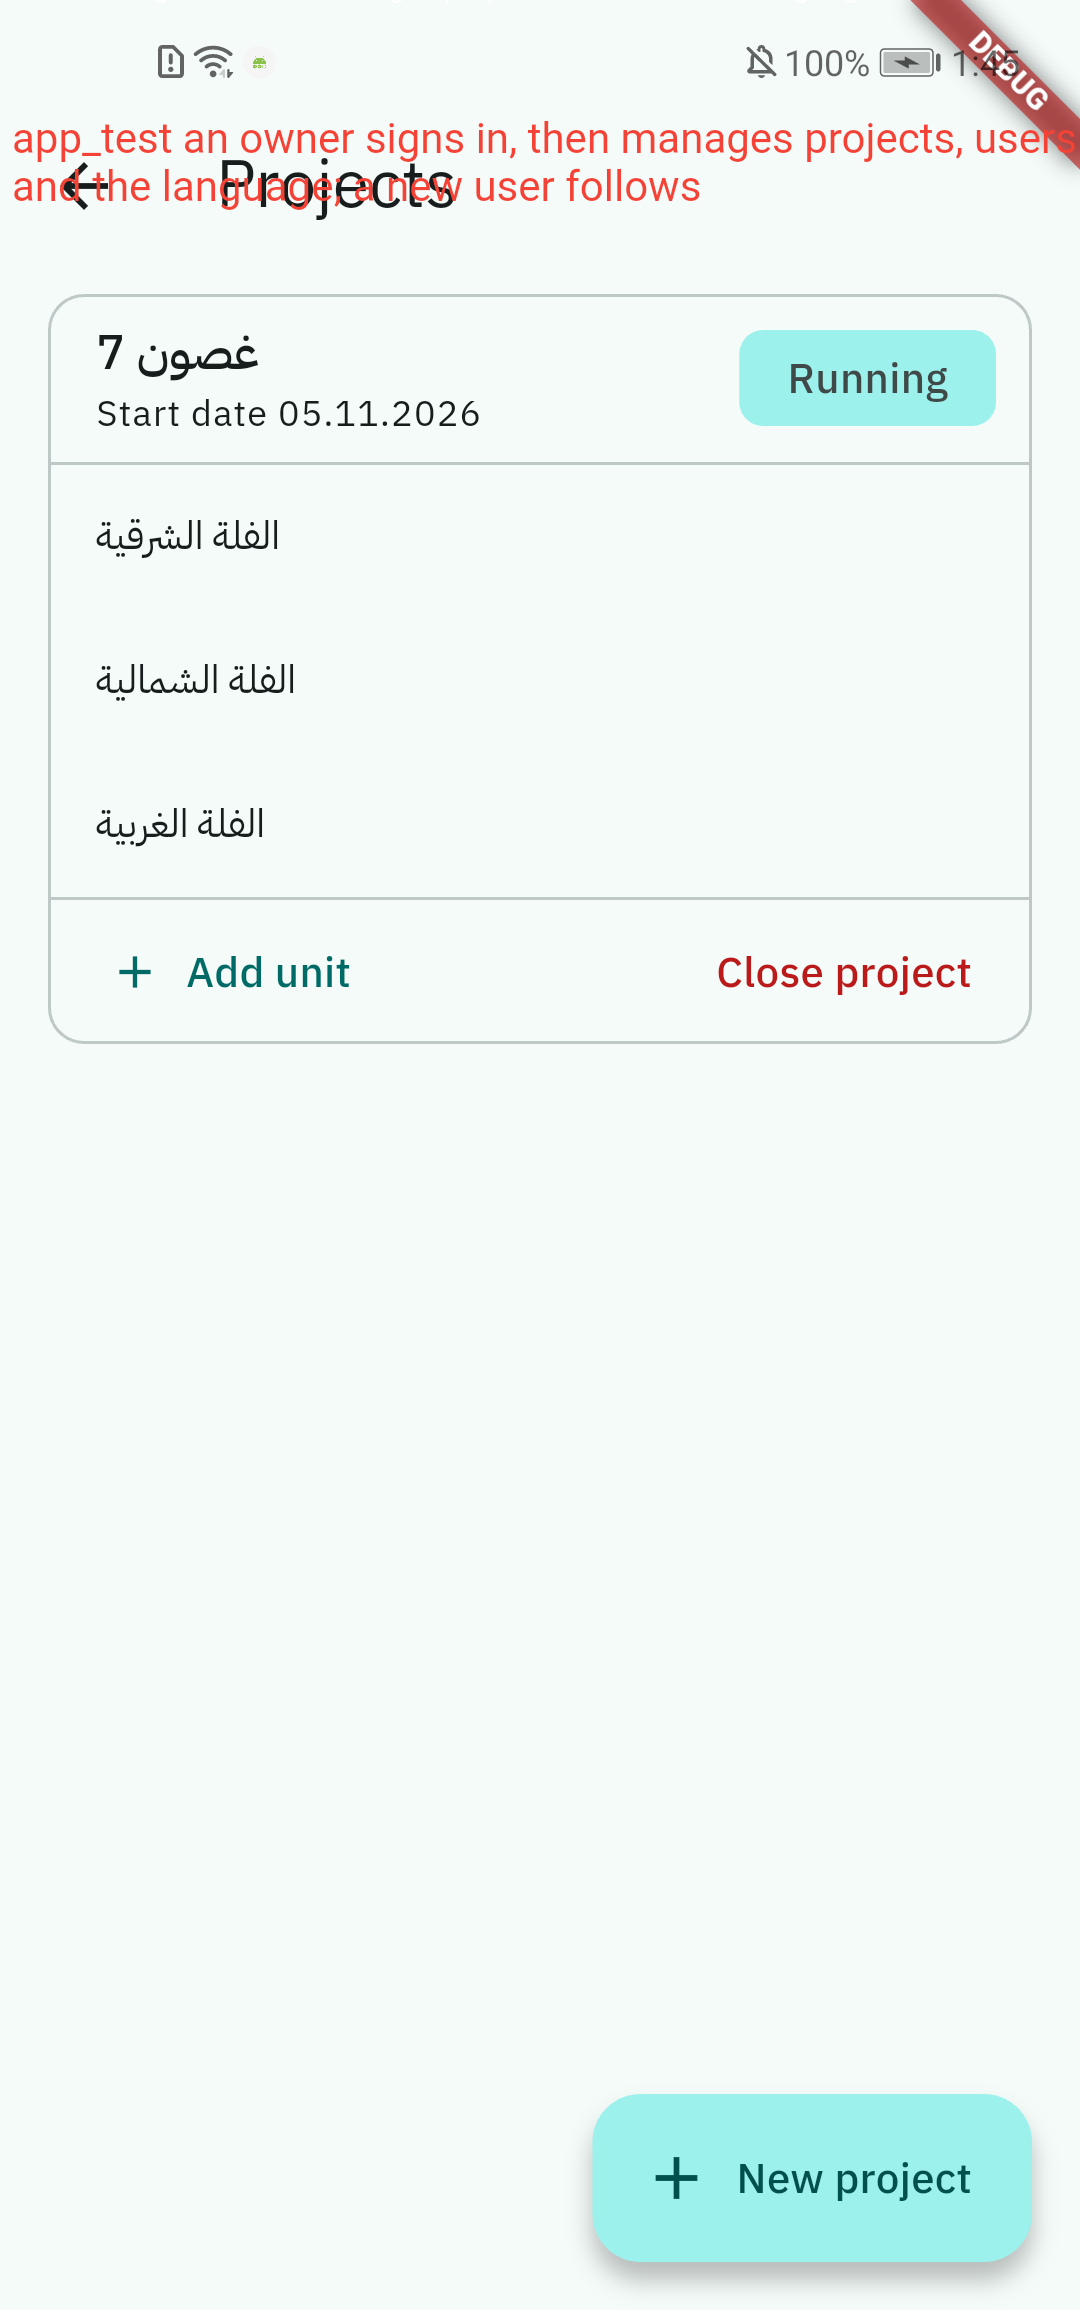 100%
1:45
DEBUG
app_test an owner signs in, then manages projects, users
and the language; a new user follows
Projects
غصون 7
Running
Start date 05.11.2026
الفلة الشرقية
الفلة الشمالية
الفلة الغربية
Add unit
Close project
New project